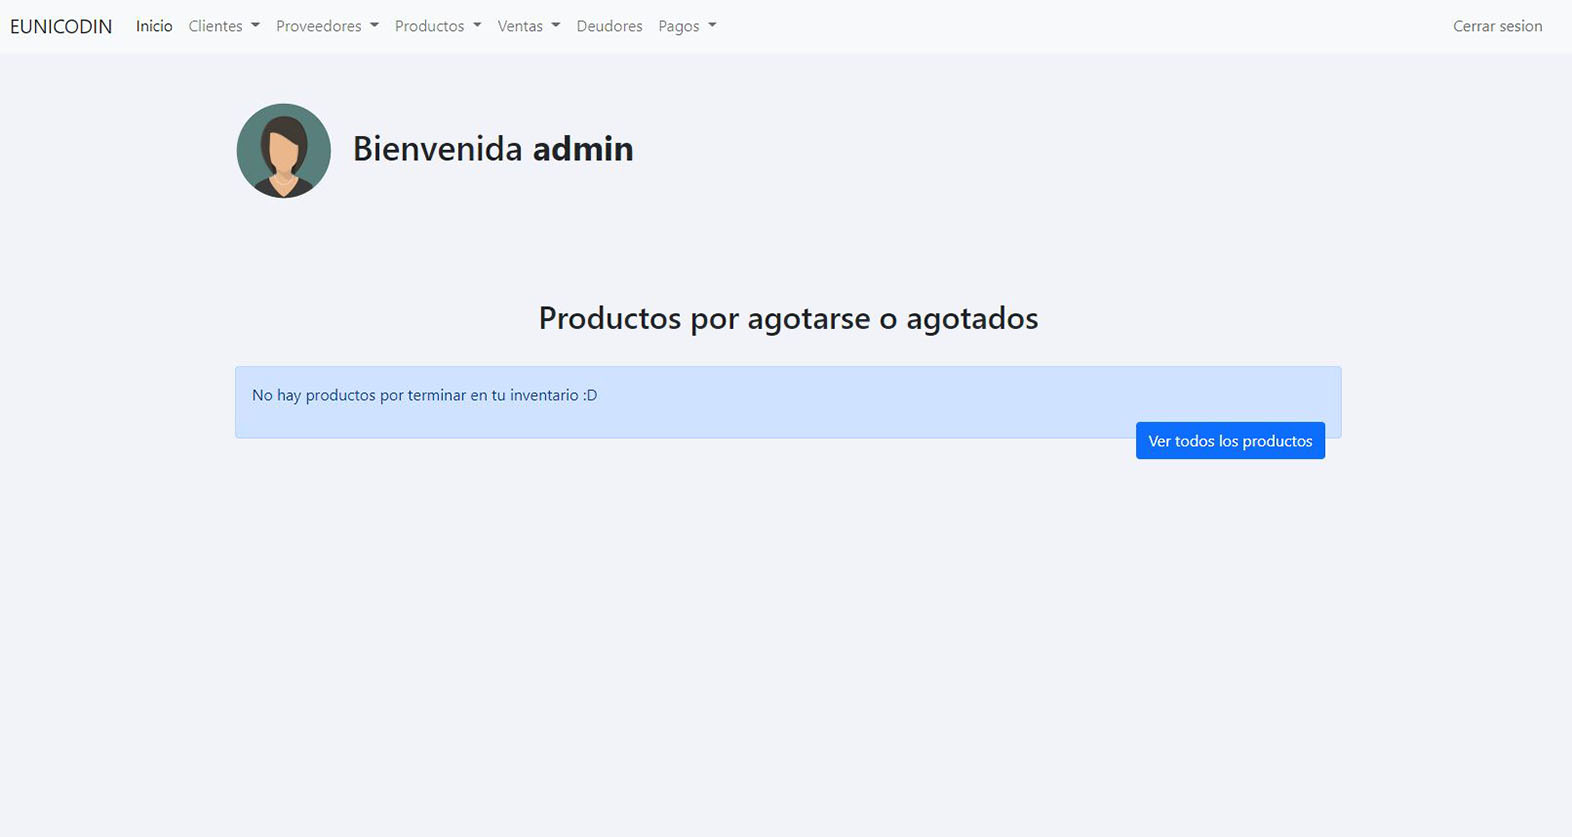 EUNICODIN Inicio Clientes Proveedores Productos Ventas Deudores Pagos Cerrar sesion
Bienvenida admin
Productos por agotarse o agotados
No hay productos por terminar en tu inventario :D
Ver todos los productos